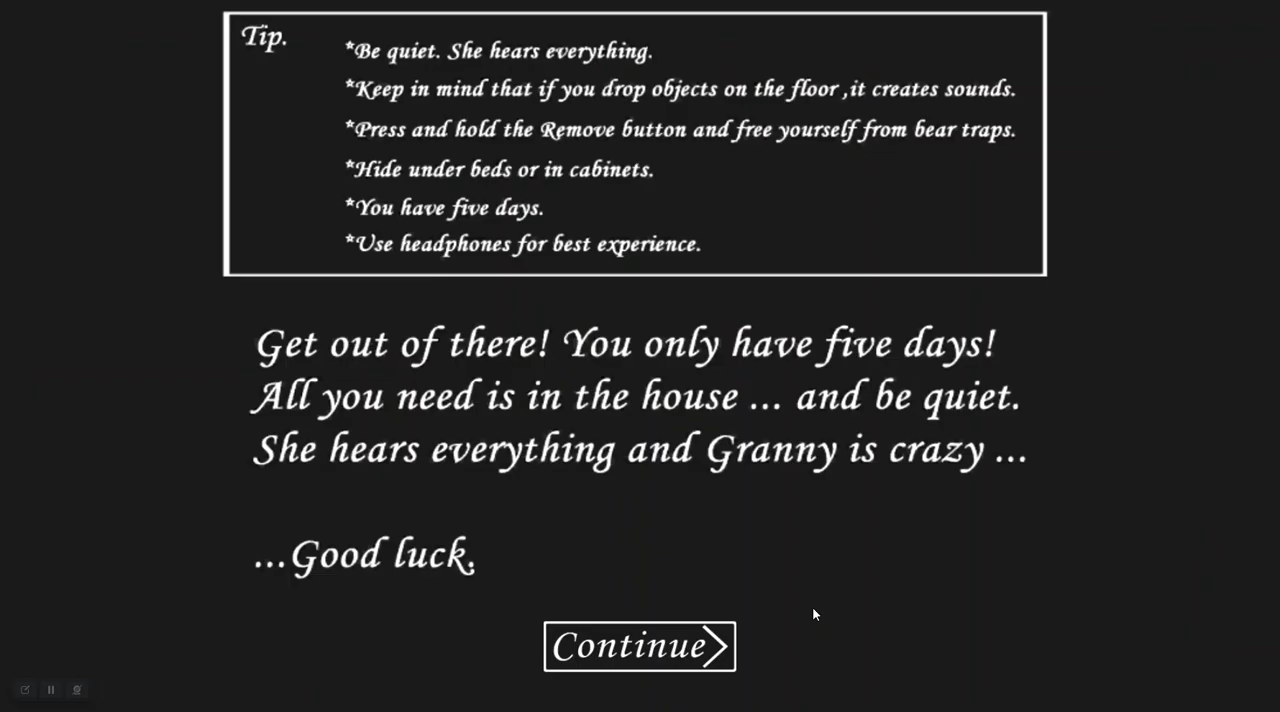 Tip.
*Be quiet. She hears everything.
*Keep in mind that if you drop objects on the floor ,it creates sounds.
*Press and hold the Remove button and free yourself from bear traps.
*Hide under beds or in cabinets.
*You have five days.
*Use headphones for best experience.
Get out of there! You only have five days!
All you need is in the house ... and be quiet.
She hears everything and Granny is crazy ...
...Good luck.
Continue